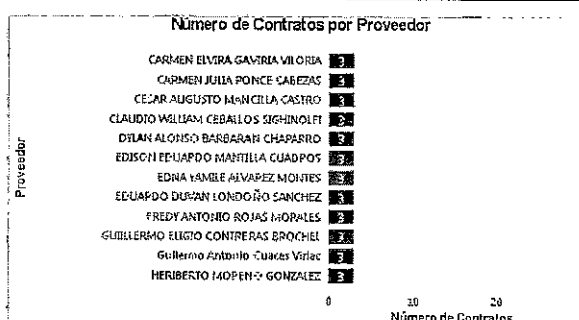 Número de Contratos por Proveedor
CARMEN ELVIRA GAVIRIA VILORIA 3
CARMEN JULIA PONCE CABEZAS 3
CESAR AUGUSTO MANCILLA CASTRO 3
CLAUDIO WILLIAM CEBALLOS SIGHINOLFI 3
DYLAN ALONSO BARBARAN CHAPARRO 3
EDISON EDUARDO MANTILLA CUADROS 3
EDNA YAMILE ALVAREZ MONTES 3
EDUARDO DUVAN LONDOÑO SANCHEZ 3
FREDY ANTONIO ROJAS MORALES 3
GUILLERMO ELIGIO CONTRERAS BROCHEL 3
Guillermo Antonio Cuaces 3
HERIBERTO MORENO GONZALEZ 3
Proveedor
0 10 20
Número de Contratos